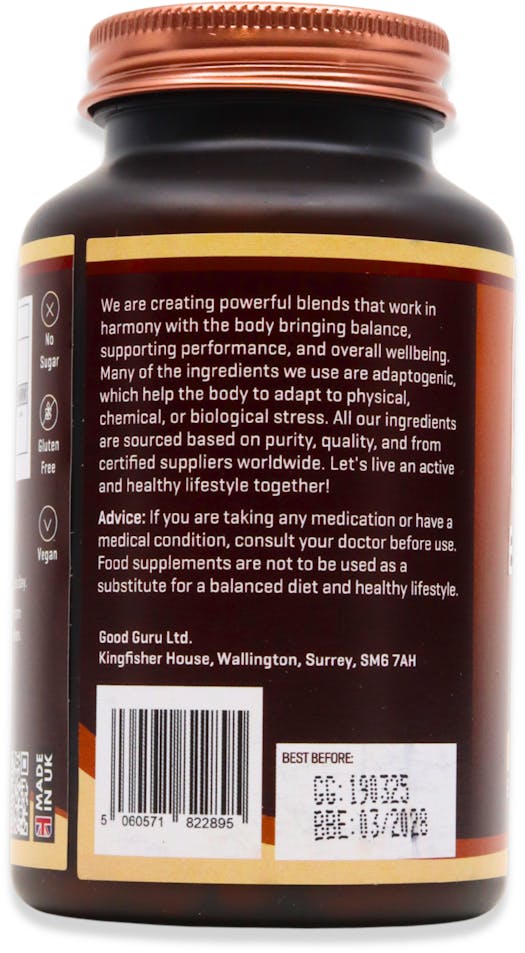 No
Sugar
Gluten
Free
Vegan
MADE
IN UK
We are creating powerful blends that work in
harmony with the body bringing balance,
supporting performance, and overall wellbeing.
Many of the ingredients we use are adaptogenic,
which help the body to adapt to physical,
chemical, or biological stress. All our ingredients
are sourced based on purity, quality, and from
certified suppliers worldwide. Let's live an active
and healthy lifestyle together!
Advice: If you are taking any medication or have a
medical condition, consult your doctor before use.
Food supplements are not to be used as a
substitute for a balanced diet and healthy lifestyle.
Good Guru Ltd.
Kingfisher House, Wallington, Surrey, SM6 7AH
5 060571 822895
BEST BEFORE:
GG: 190325
BBE: 03/2028